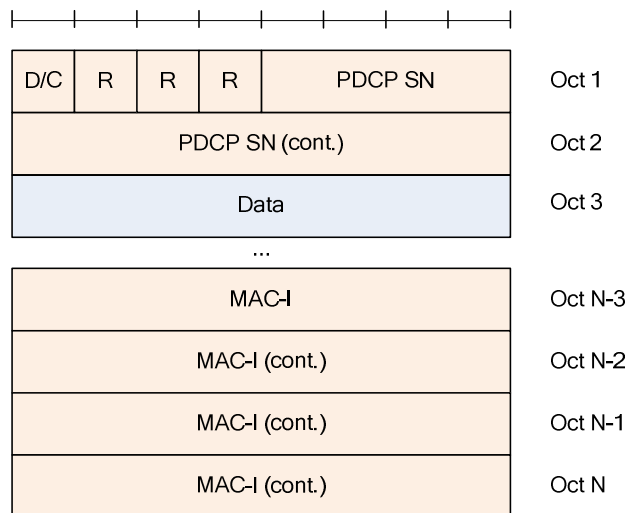 D/C R R R PDCP SN Oct 1
PDCP SN (cont.) Oct 2
Data Oct 3
...
MAC-I Oct N-3
MAC-I (cont.) Oct N-2
MAC-I (cont.) Oct N-1
MAC-I (cont.) Oct N